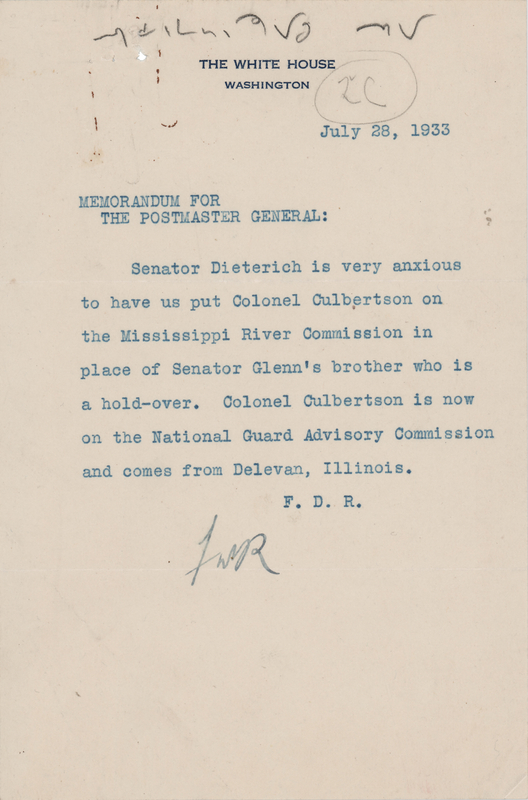 THE WHITE HOUSE
WASHINGTON
July 28, 1933
MEMORANDUM FOR
THE POSTMASTER GENERAL:
Senator Dieterich is very anxious
to have us put Colonel Culbertson on
the Mississippi River Commission in
place of Senator Glenn's brother who is
a hold-over. Colonel Culbertson is now
on the National Guard Advisory Commission
and comes from Delevan, Illinois.
F. D. R.